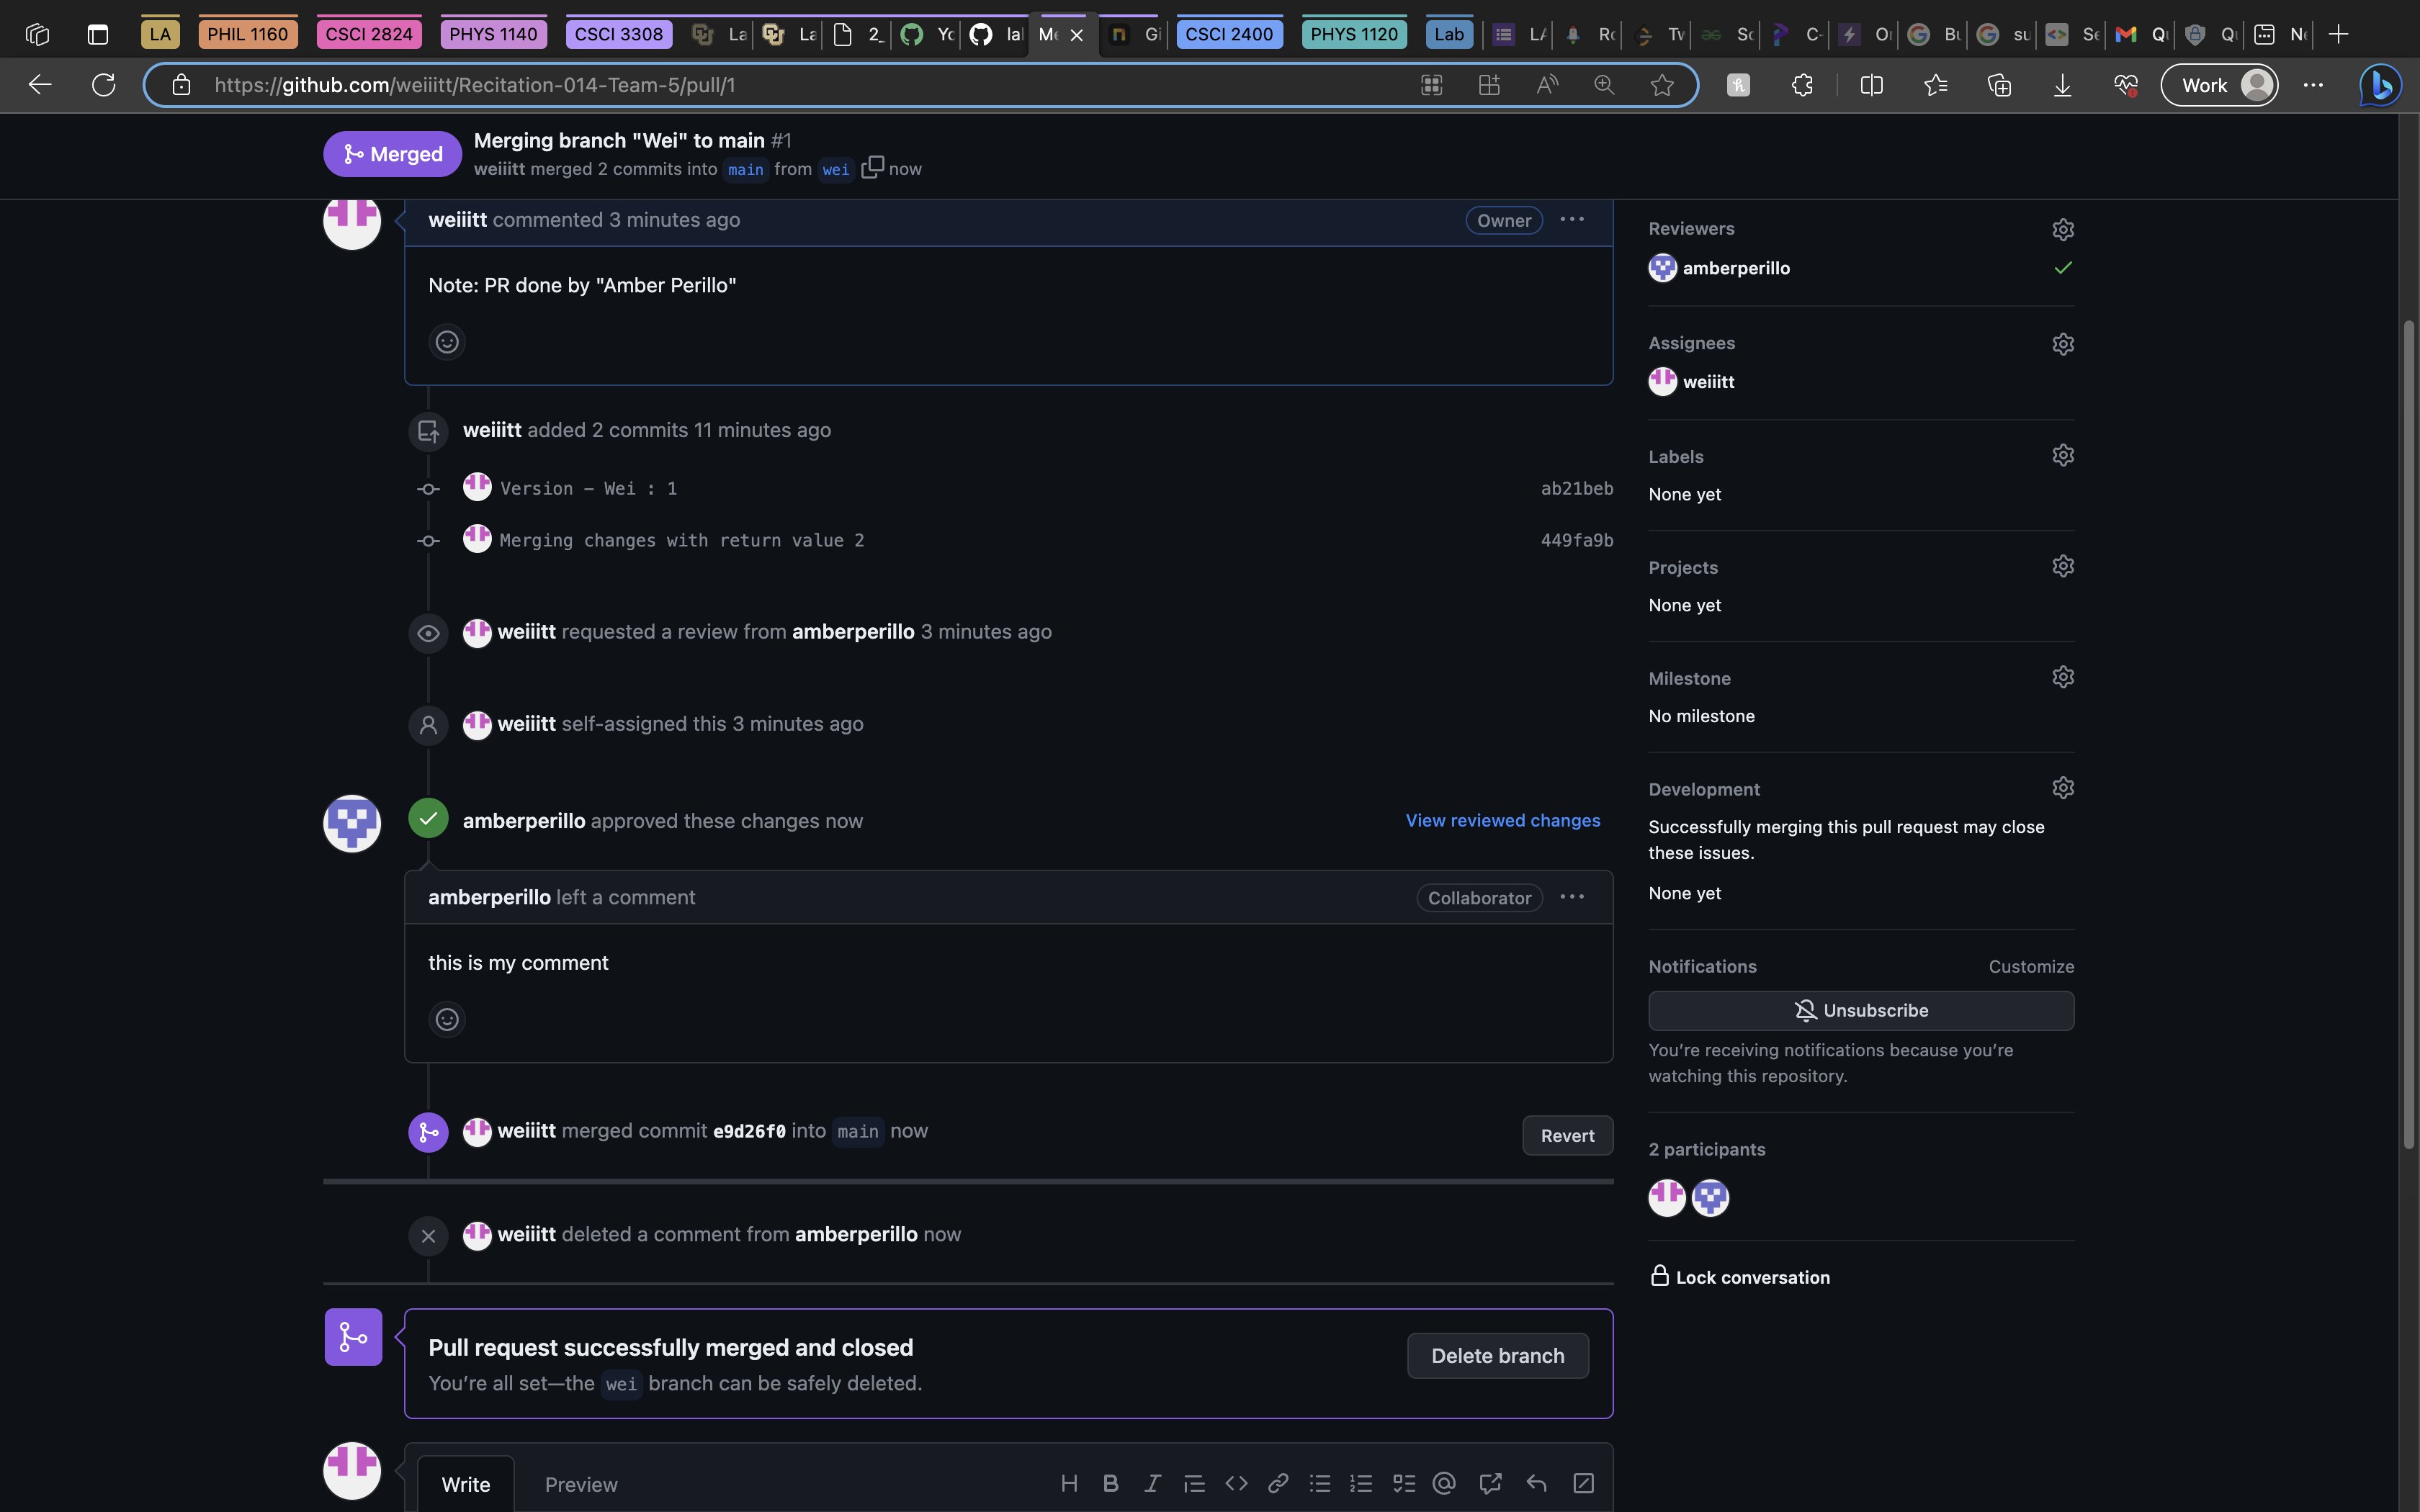 LA PHIL 1160 CSCI 2824 PHYS 1140 CSCI 3308 La La 2_ Yo la Me Gi CSCI 2400 PHYS 1120 Lab Ro Tw So C- O Bu su Se Qu Qu Ne
https://github.com/weiiitt/Recitation-014-Team-5/pull/1
Work
Merged
Merging branch "Wei" to main #1
weiiitt merged 2 commits into main from wei now
weiiitt commented 3 minutes ago
Owner
Note: PR done by "Amber Perillo"
weiiitt added 2 commits 11 minutes ago
Version – Wei : 1
ab21beb
Merging changes with return value 2
449fa9b
weiiitt requested a review from amberperillo 3 minutes ago
weiiitt self-assigned this 3 minutes ago
amberperillo approved these changes now
View reviewed changes
amberperillo left a comment
Collaborator
this is my comment
weiiitt merged commit e9d26f0 into main now
Revert
weiiitt deleted a comment from amberperillo now
Pull request successfully merged and closed
You're all set—the wei branch can be safely deleted.
Delete branch
Write Preview
Reviewers
amberperillo
Assignees
weiiitt
Labels
None yet
Projects
None yet
Milestone
No milestone
Development
Successfully merging this pull request may close
these issues.
None yet
Notifications
Customize
Unsubscribe
You're receiving notifications because you're
watching this repository.
2 participants
Lock conversation